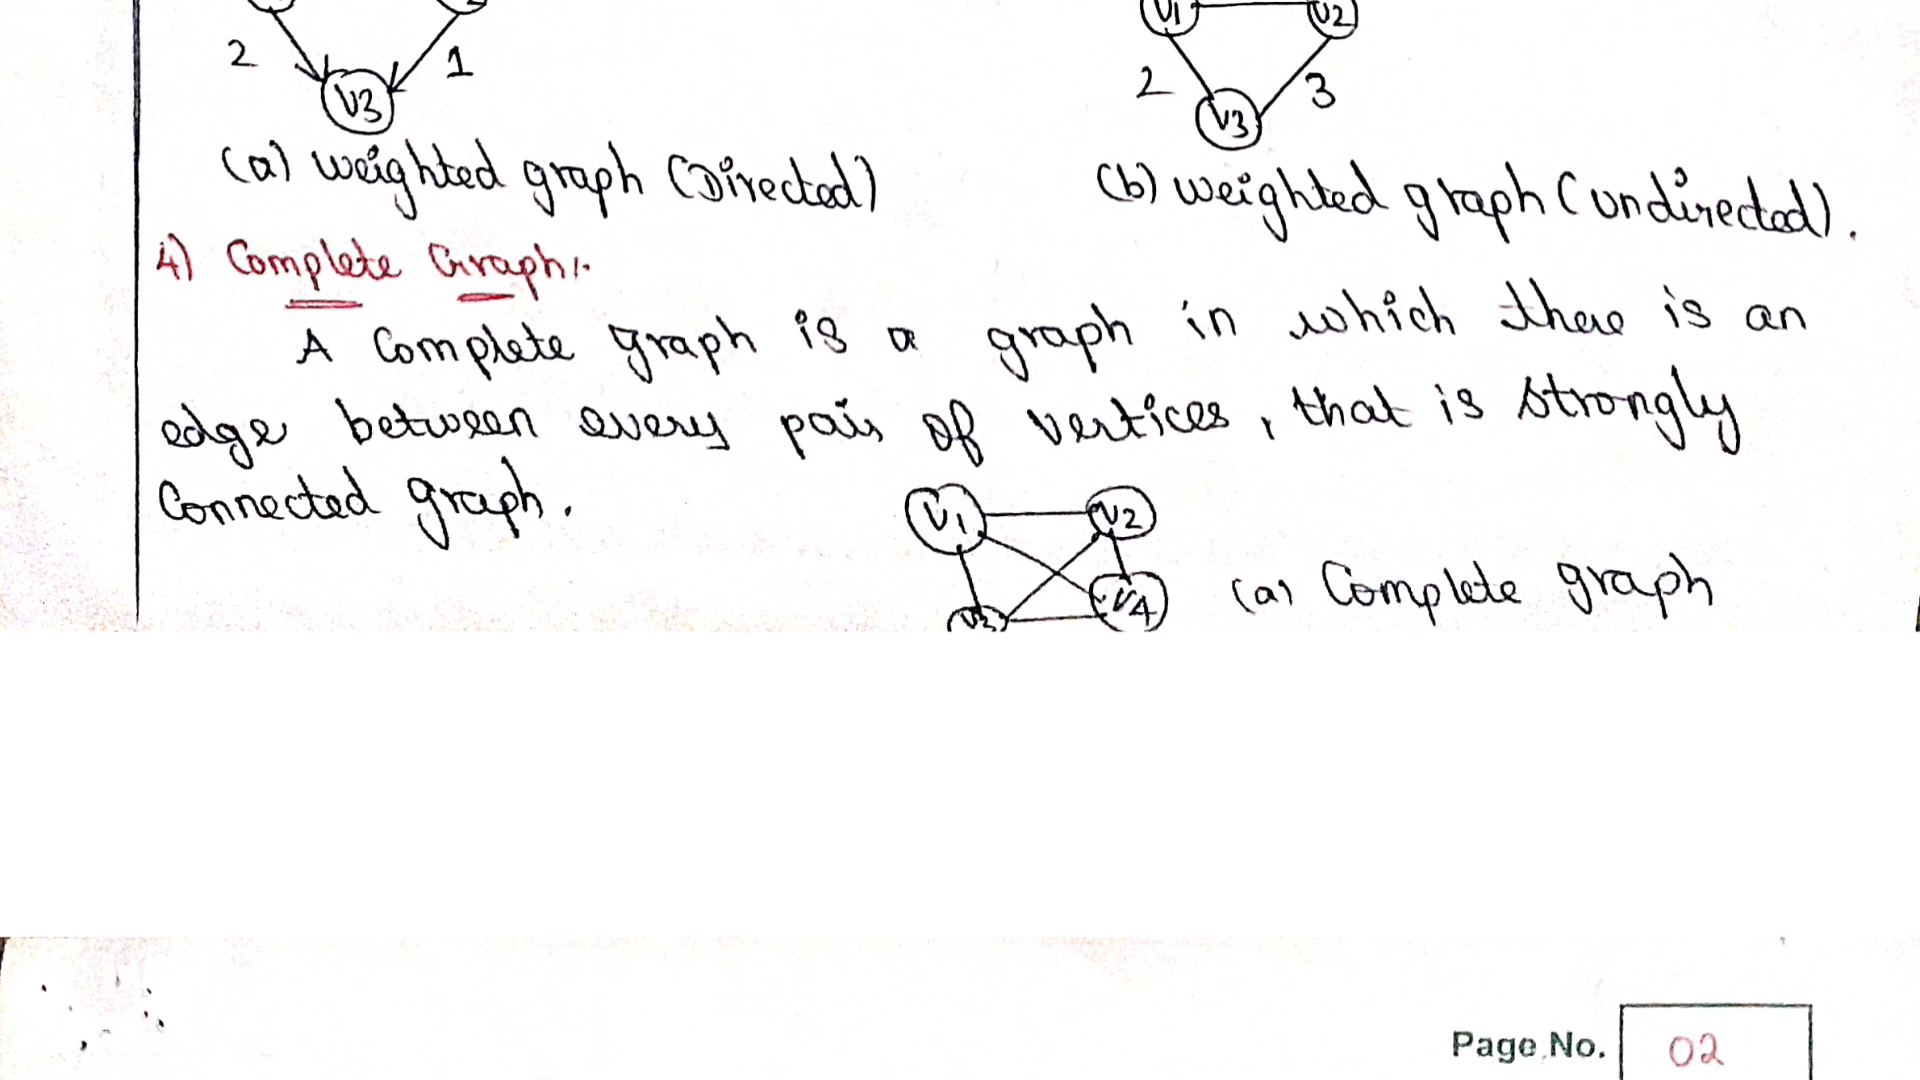 V1 V2
2 1 2 3
V3 V3
(a) weighted graph (Directed) (b) weighted graph (undirected).
4) Complete Graph:-
A Complete graph is a graph in which there is an
edge between every pair of vertices, that is strongly
Connected graph.
V1 V2
V3 V4 (a) Complete graph
Page No. 02